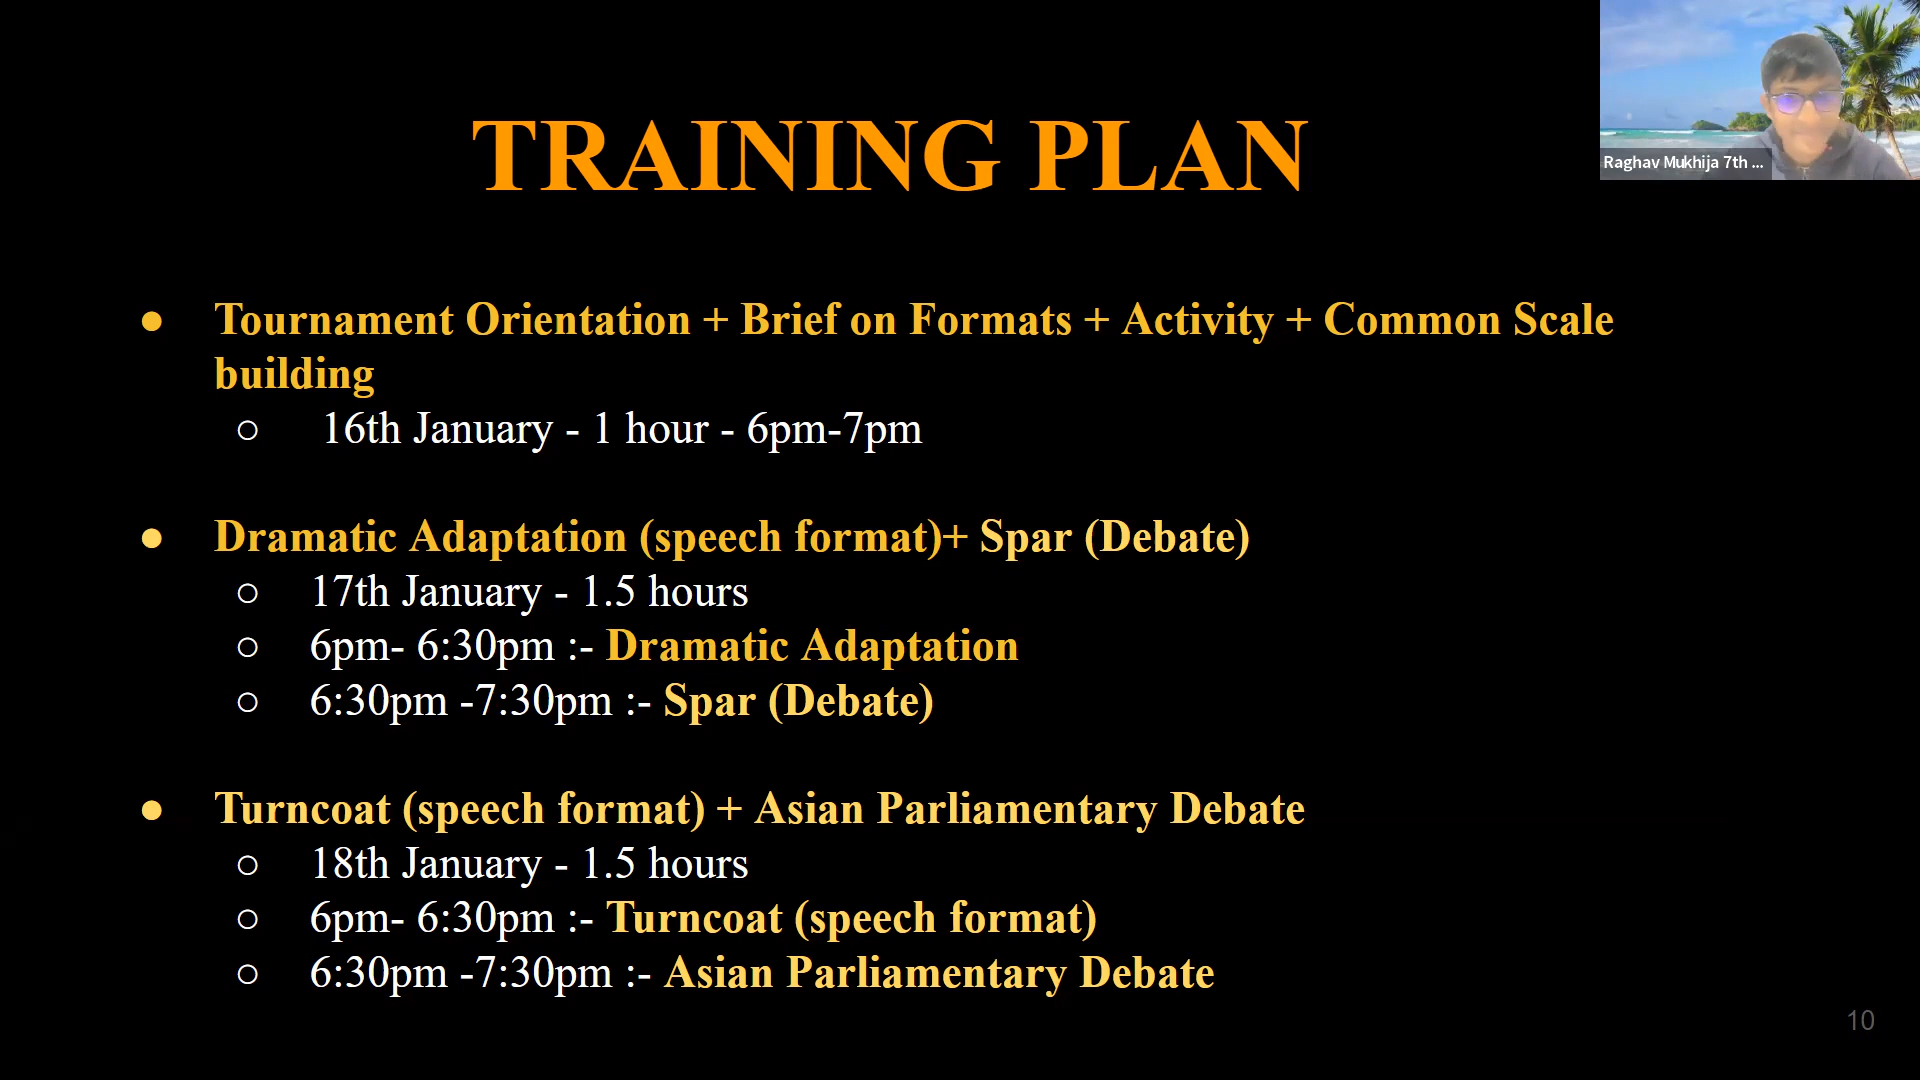 TRAINING PLAN
Raghav Mukhija 7th ...
● Tournament Orientation + Brief on Formats + Activity + Common Scale
building
○ 16th January - 1 hour - 6pm-7pm
● Dramatic Adaptation (speech format)+ Spar (Debate)
○ 17th January - 1.5 hours
○ 6pm- 6:30pm :- Dramatic Adaptation
○ 6:30pm -7:30pm :- Spar (Debate)
● Turncoat (speech format) + Asian Parliamentary Debate
○ 18th January - 1.5 hours
○ 6pm- 6:30pm :- Turncoat (speech format)
○ 6:30pm -7:30pm :- Asian Parliamentary Debate
10